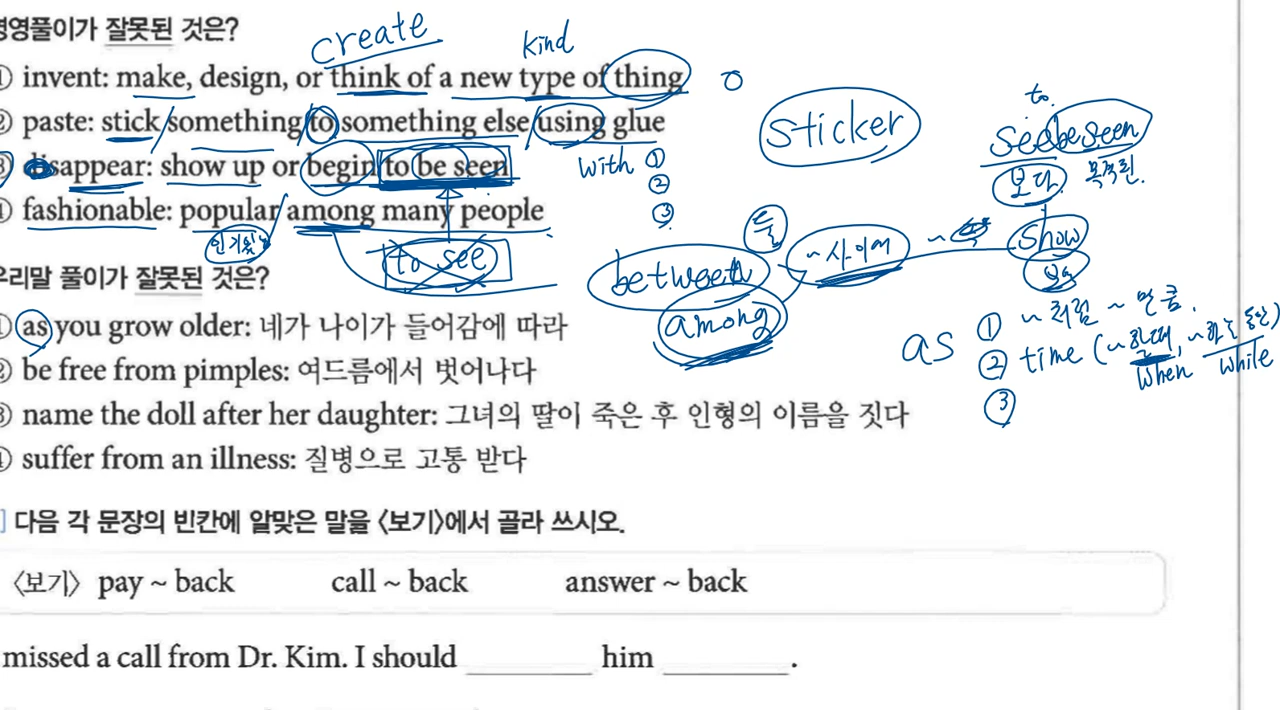 영영풀이가 잘못된 것은?
create
kind
① invent: make, design, or think of a new type of thing
② paste: stick something to something else using glue
③ disappear: show up or begin to be seen
④ fashionable: popular among many people
with ① ② ③
sticker
to
see be seen
보다
show
between
among
~사이에
to see
우리말 풀이가 잘못된 것은?
① as you grow older: 네가 나이가 들어감에 따라
② be free from pimples: 여드름에서 벗어나다
③ name the doll after her daughter: 그녀의 딸이 죽은 후 인형의 이름을 짓다
④ suffer from an illness: 질병으로 고통 받다
as ① ~처럼 ~만큼.
② time (~할때, ~하는 동안)
when while
③
] 다음 각 문장의 빈칸에 알맞은 말을 〈보기〉에서 골라 쓰시오.
〈보기〉 pay ~ back call ~ back answer ~ back
missed a call from Dr. Kim. I should ________ him ________.